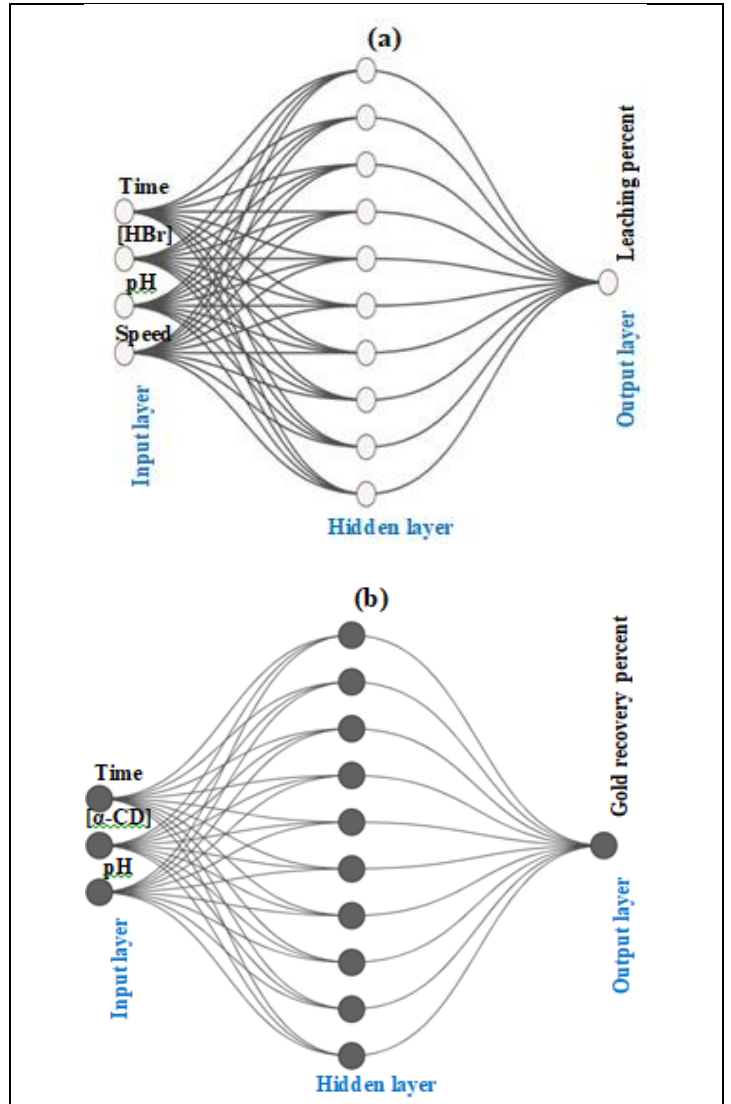 (a)
Time
[HBr]
pH
Speed
Input layer
Hidden layer
Leaching percent
Output layer
(b)
Time
[α-CD]
pH
Input layer
Hidden layer
Gold recovery percent
Output layer